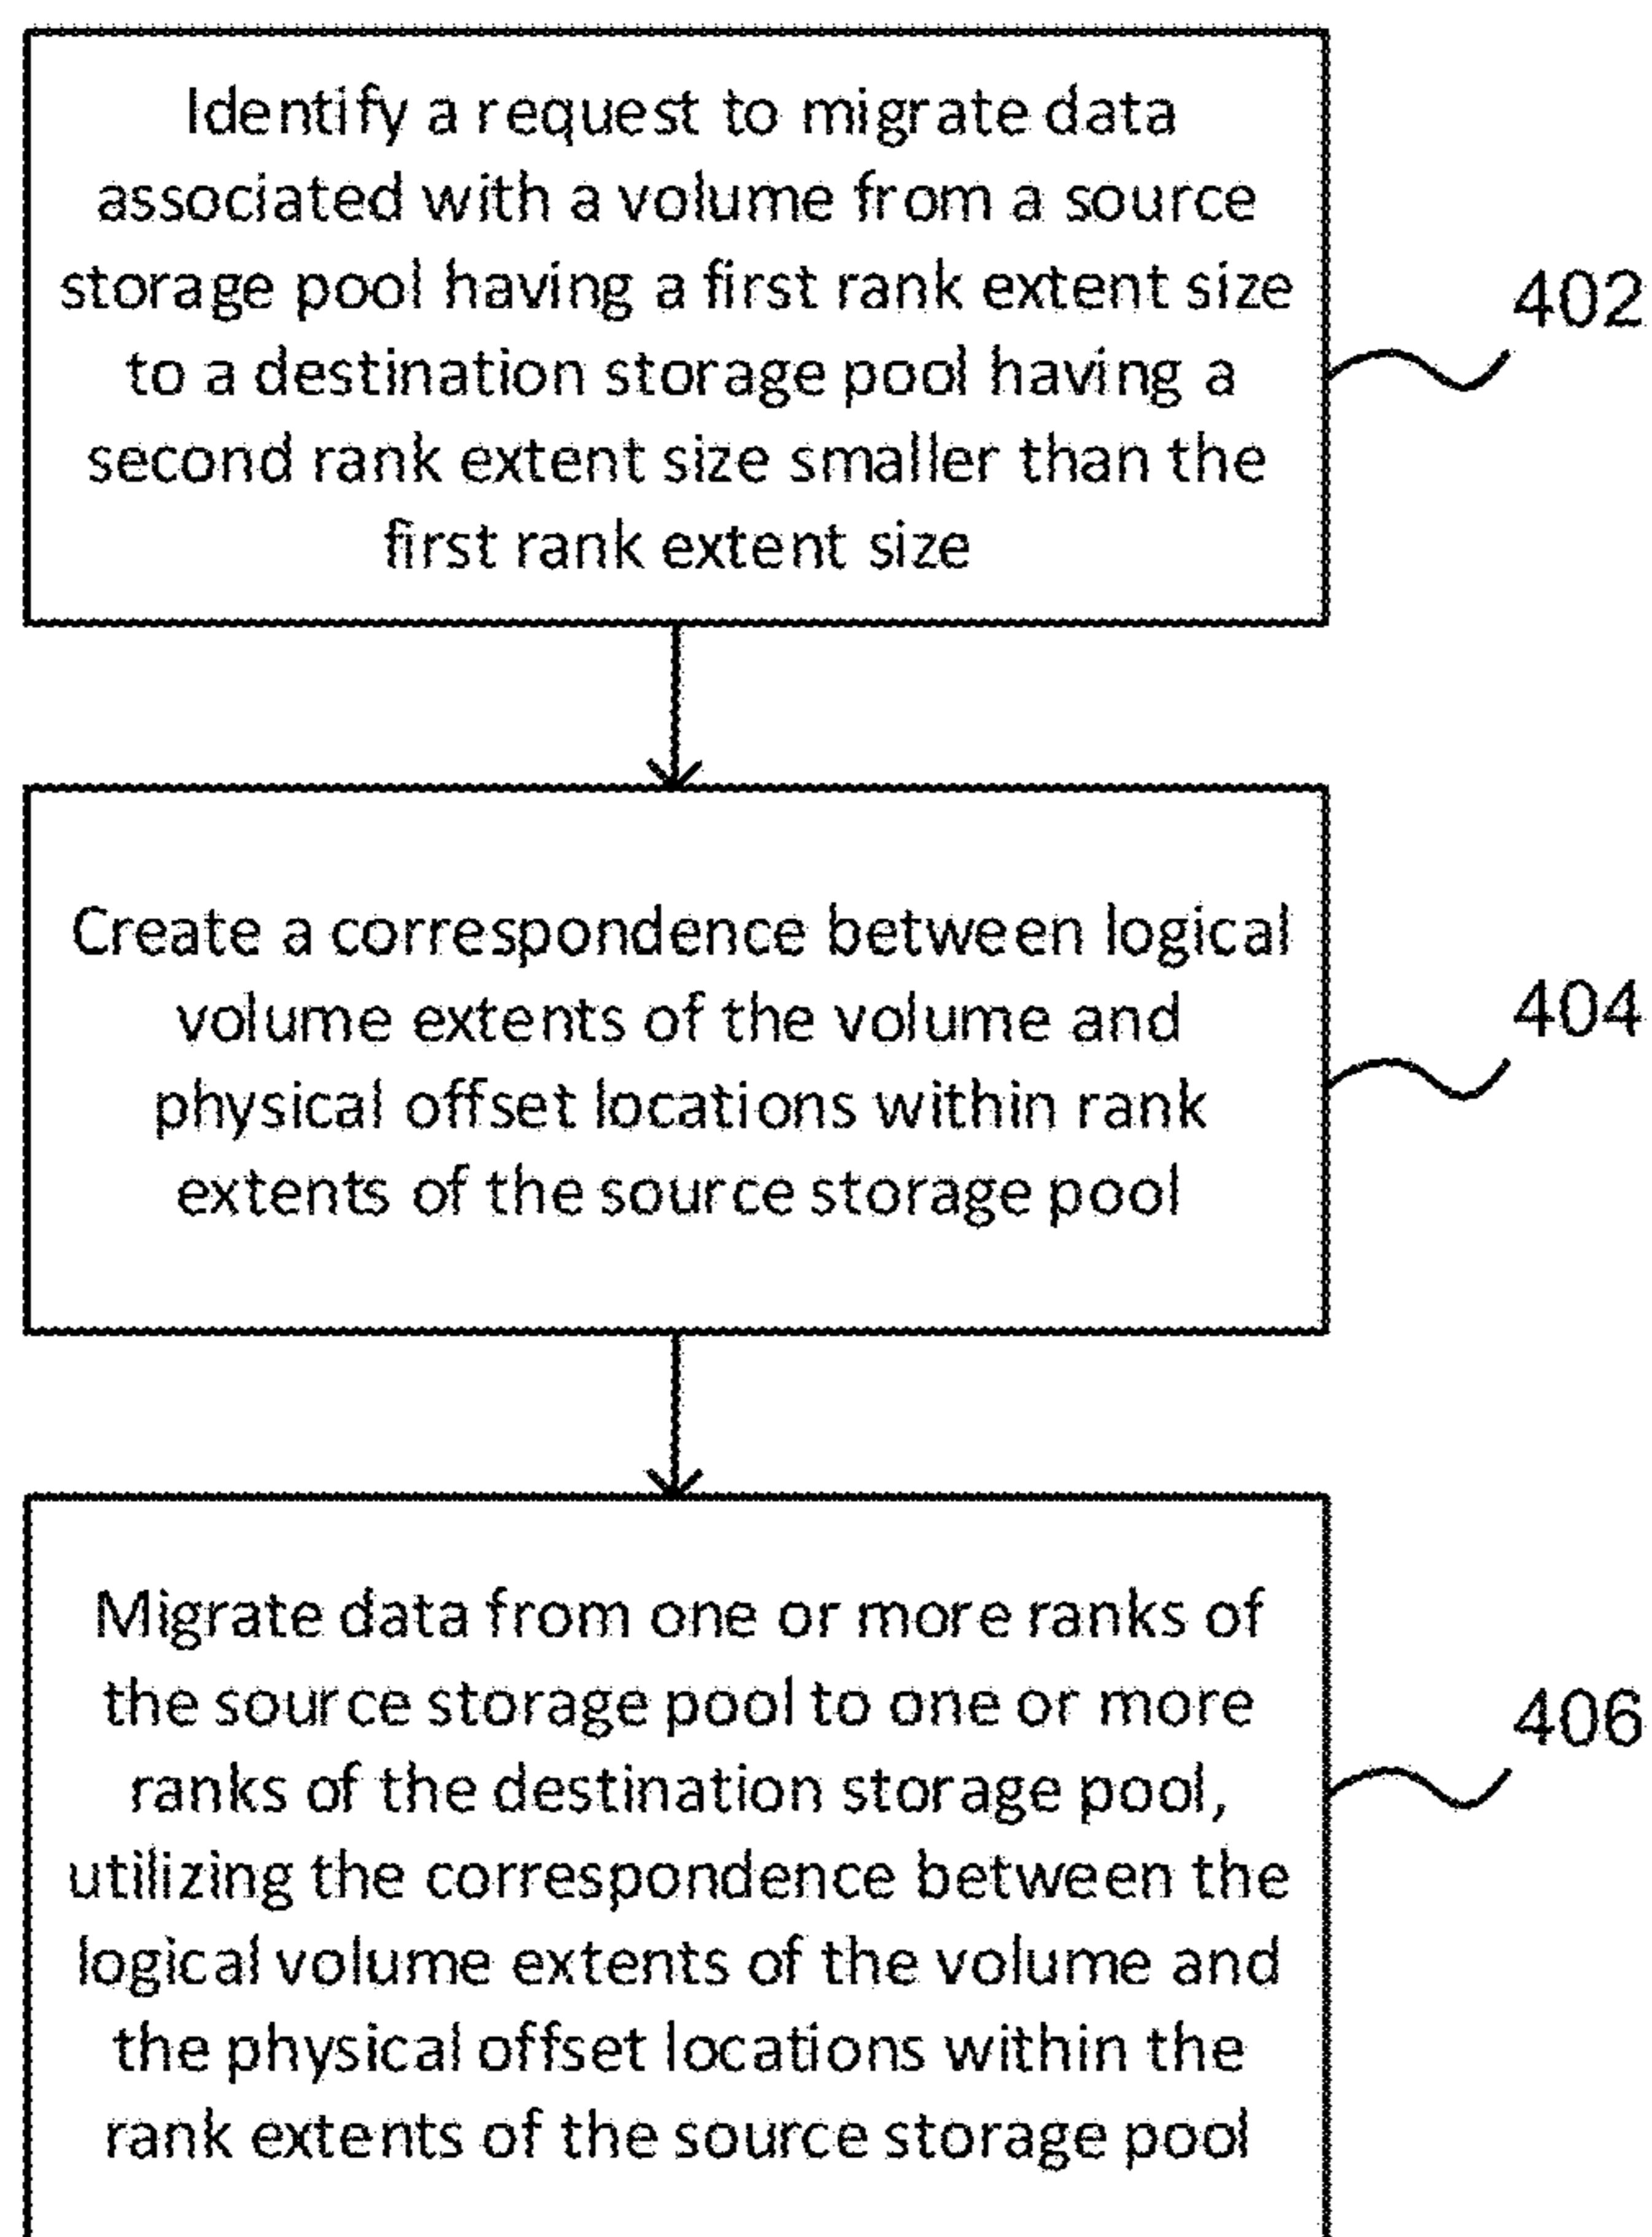 Identify a request to migrate data
associated with a volume from a source
storage pool having a first rank extent size
to a destination storage pool having a
second rank extent size smaller than the
first rank extent size
402
Create a correspondence between logical
volume extents of the volume and
physical offset locations within rank
extents of the source storage pool
404
Migrate data from one or more ranks of
the source storage pool to one or more
ranks of the destination storage pool,
utilizing the correspondence between the
logical volume extents of the volume and
the physical offset locations within the
rank extents of the source storage pool
406